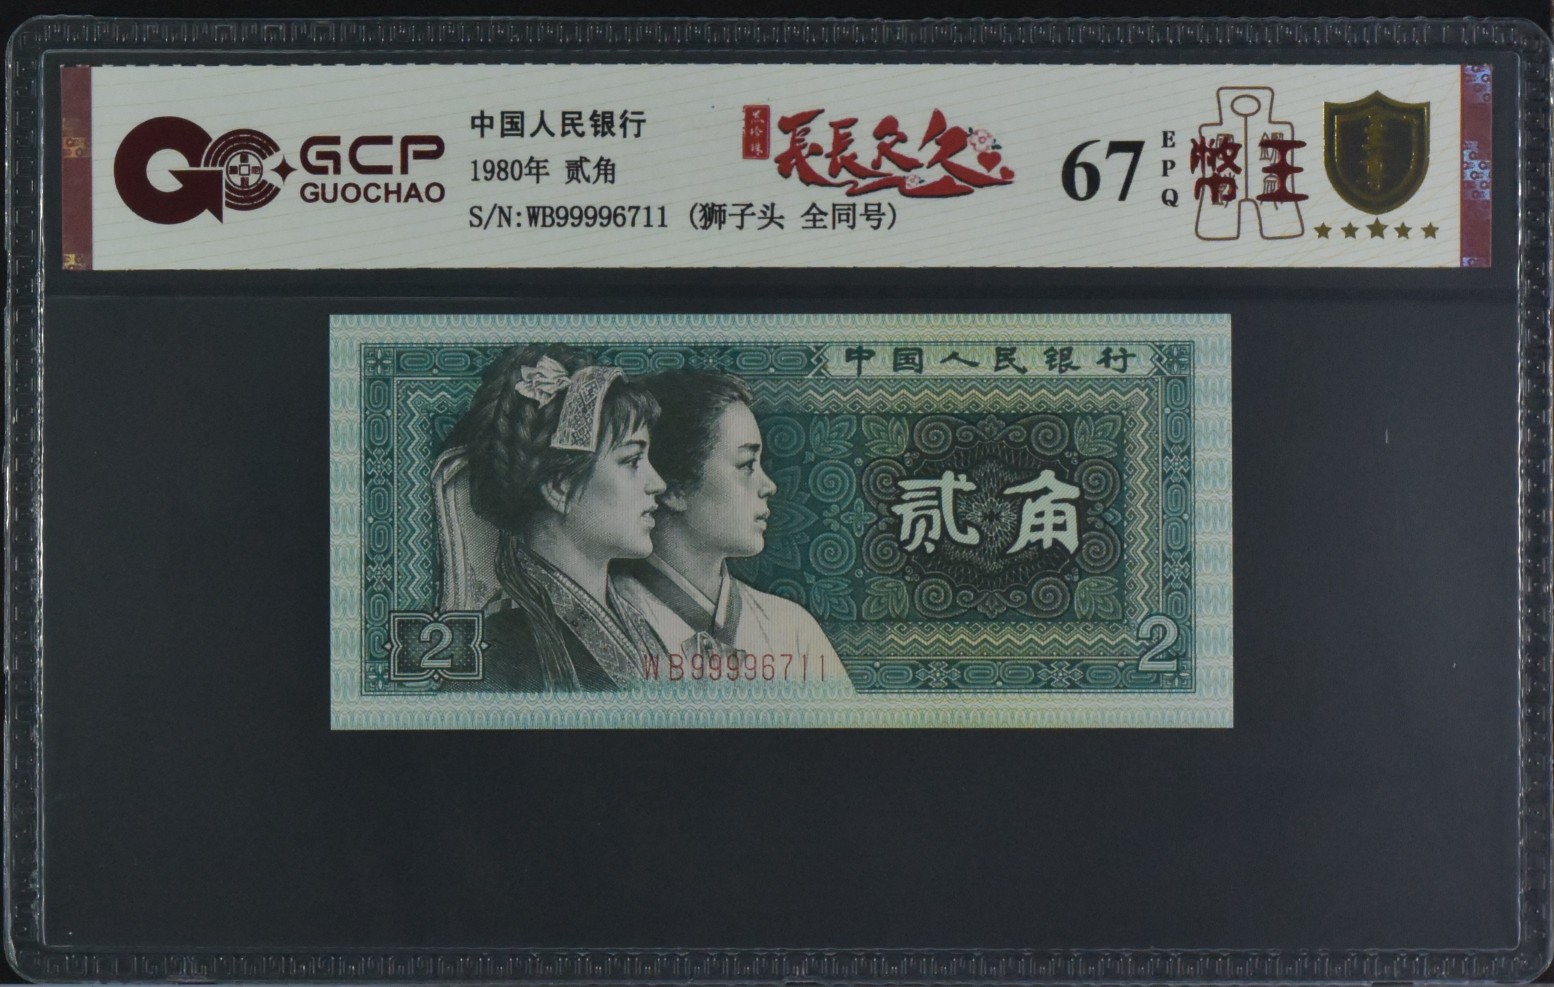 GCP
GUOCHAO
中国人民银行
1980年 贰角
S/N:WB99996711 (狮子头 全同号)
長長久久
67
EPQ
中国人民银行
贰角
2
WB99996711
2